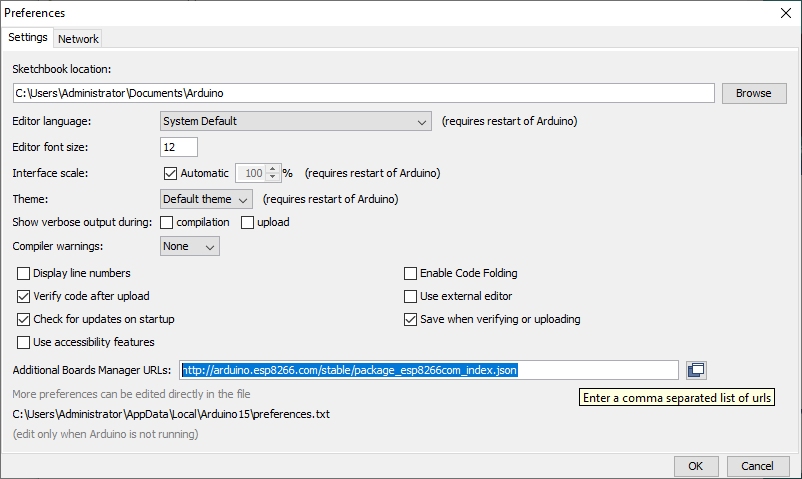 Preferences
Settings Network
Sketchbook location:
C:\Users\Administrator\Documents\Arduino Browse
Editor language: System Default (requires restart of Arduino)
Editor font size: 12
Interface scale: Automatic 100 % (requires restart of Arduino)
Theme: Default theme (requires restart of Arduino)
Show verbose output during: compilation upload
Compiler warnings: None
Display line numbers Enable Code Folding
Verify code after upload Use external editor
Check for updates on startup Save when verifying or uploading
Use accessibility features
Additional Boards Manager URLs: http://arduino.esp8266.com/stable/package_esp8266com_index.json
More preferences can be edited directly in the file
Enter a comma separated list of urls
C:\Users\Administrator\AppData\Local\Arduino15\preferences.txt
(edit only when Arduino is not running)
OK Cancel